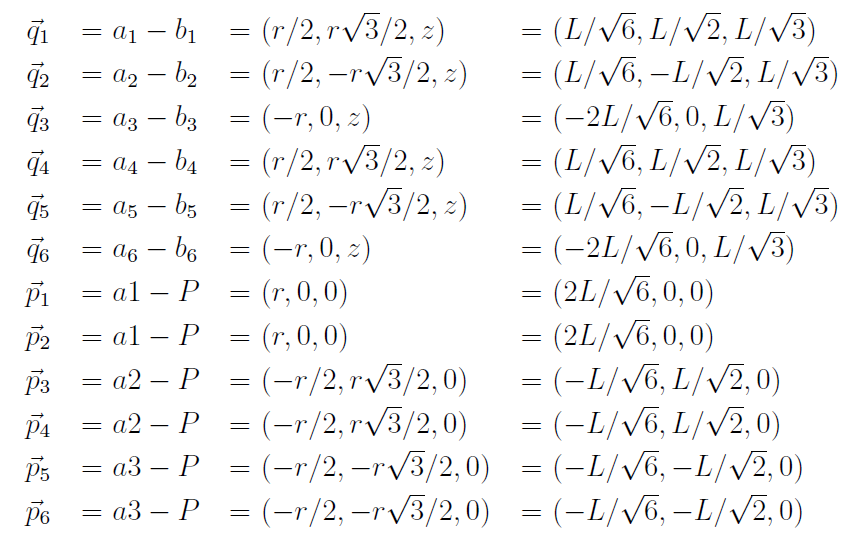 q⃗₁ = a₁ − b₁ = (r/2, r√3/2, z) = (L/√6, L/√2, L/√3)
q⃗₂ = a₂ − b₂ = (r/2, −r√3/2, z) = (L/√6, −L/√2, L/√3)
q⃗₃ = a₃ − b₃ = (−r, 0, z) = (−2L/√6, 0, L/√3)
q⃗₄ = a₄ − b₄ = (r/2, r√3/2, z) = (L/√6, L/√2, L/√3)
q⃗₅ = a₅ − b₅ = (r/2, −r√3/2, z) = (L/√6, −L/√2, L/√3)
q⃗₆ = a₆ − b₆ = (−r, 0, z) = (−2L/√6, 0, L/√3)
p⃗₁ = a1 − P = (r, 0, 0) = (2L/√6, 0, 0)
p⃗₂ = a1 − P = (r, 0, 0) = (2L/√6, 0, 0)
p⃗₃ = a2 − P = (−r/2, r√3/2, 0) = (−L/√6, L/√2, 0)
p⃗₄ = a2 − P = (−r/2, r√3/2, 0) = (−L/√6, L/√2, 0)
p⃗₅ = a3 − P = (−r/2, −r√3/2, 0) = (−L/√6, −L/√2, 0)
p⃗₆ = a3 − P = (−r/2, −r√3/2, 0) = (−L/√6, −L/√2, 0)